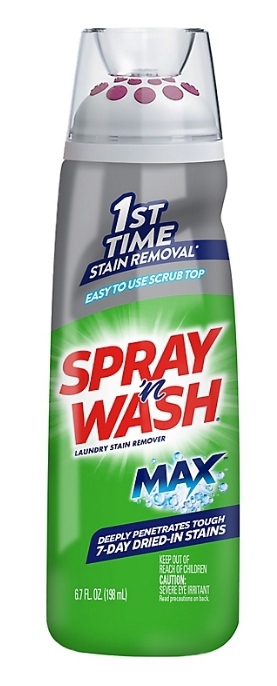 1ST
TIME
STAIN REMOVAL*
EASY TO USE SCRUB TOP
SPRAY
'n
WASH
LAUNDRY STAIN REMOVER
MAX
DEEPLY PENETRATES TOUGH
7-DAY DRIED-IN STAINS
KEEP OUT OF
REACH OF CHILDREN
CAUTION:
SEVERE EYE IRRITANT
Read precautions on back.
6.7 FL. OZ. (198 mL)